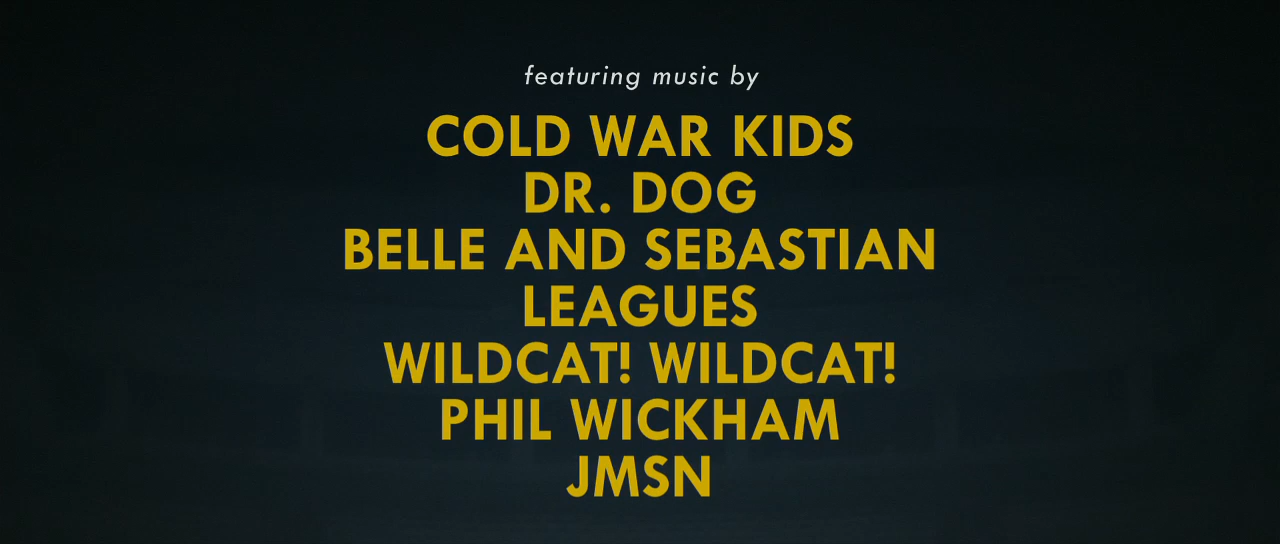 featuring music by
COLD WAR KIDS
DR. DOG
BELLE AND SEBASTIAN
LEAGUES
WILDCAT! WILDCAT!
PHIL WICKHAM
JMSN